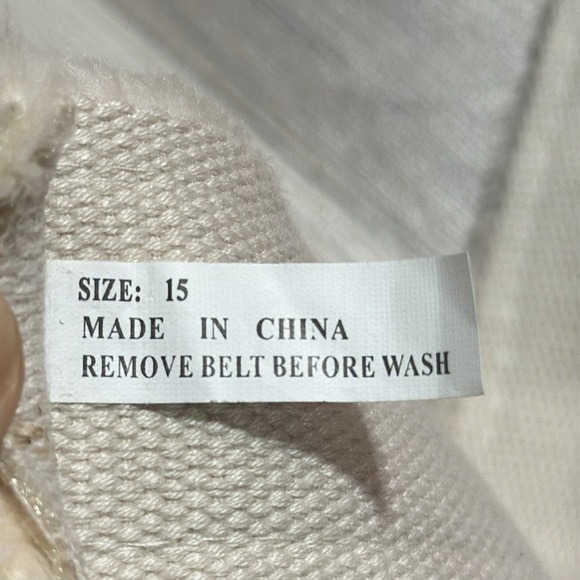 SIZE: 15
MADE IN CHINA
REMOVE BELT BEFORE WASH